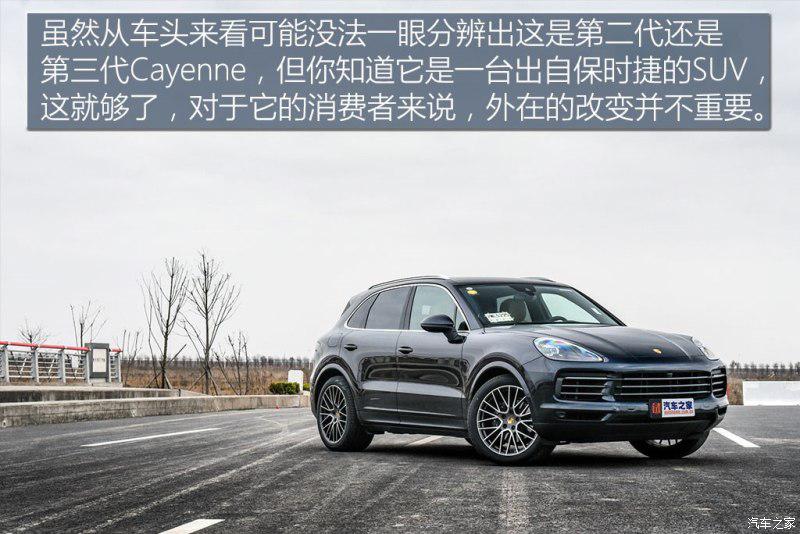 虽然从车头来看可能没法一眼分辨出这是第二代还是
第三代Cayenne，但你知道它是一台出自保时捷的SUV，
这就够了，对于它的消费者来说，外在的改变并不重要。
汽车之家
汽车之家